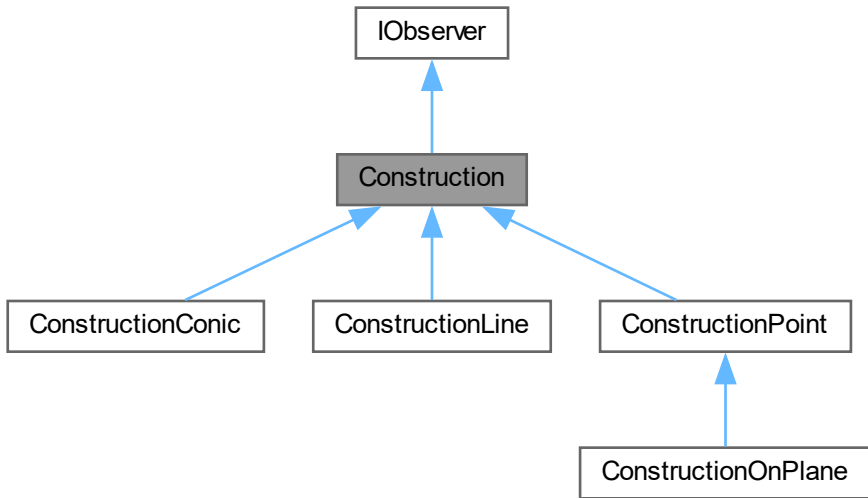 IObserver
Construction
ConstructionConic
ConstructionLine
ConstructionPoint
ConstructionOnPlane